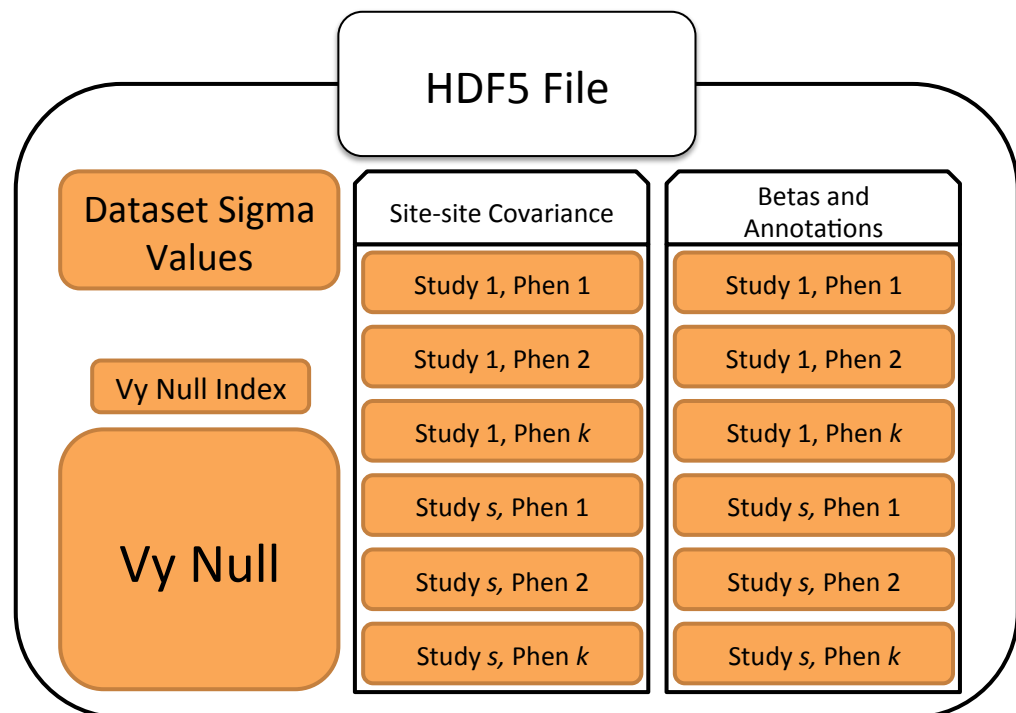 HDF5 File
Dataset Sigma
Values
Vy Null Index
Vy Null
Site-site Covariance
Study 1, Phen 1
Study 1, Phen 2
Study 1, Phen k
Study s, Phen 1
Study s, Phen 2
Study s, Phen k
Betas and
Annotations
Study 1, Phen 1
Study 1, Phen 2
Study 1, Phen k
Study s, Phen 1
Study s, Phen 2
Study s, Phen k